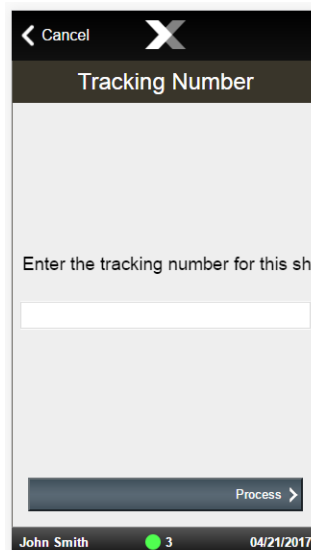 Cancel
Tracking Number
Enter the tracking number for this sh
Process
John Smith 3 04/21/2017